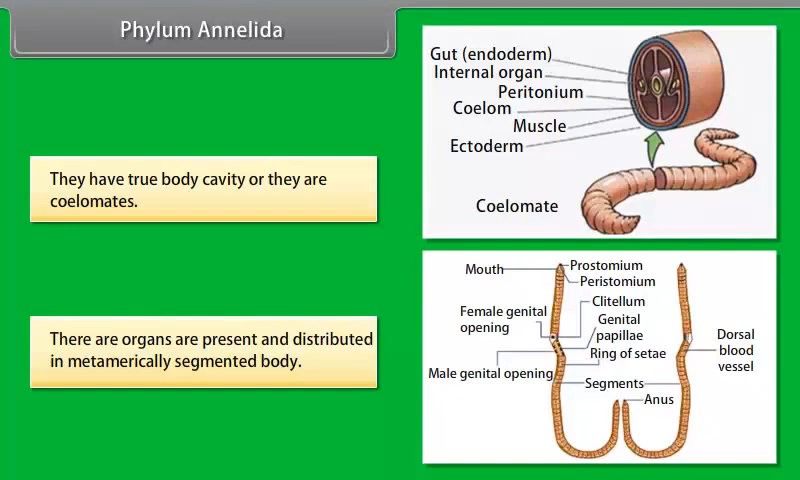 Phylum Annelida
They have true body cavity or they are
coelomates.
There are organs are present and distributed
in metamerically segmented body.
Gut (endoderm)
Internal organ
Peritonium
Coelom
Muscle
Ectoderm
Coelomate
Mouth
Prostomium
Peristomium
Clitellum
Female genital
opening
Genital
papillae
Ring of setae
Male genital opening
Segments
Anus
Dorsal
blood
vessel